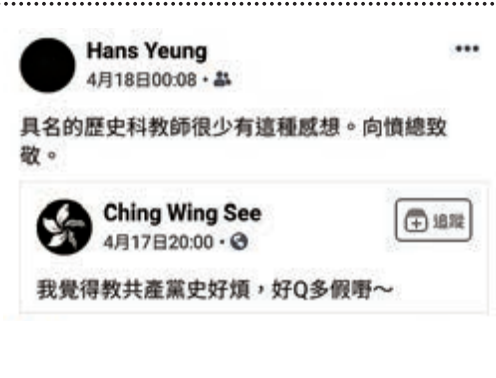 Hans Yeung
4月18日00:08
具名的歷史科教師很少有這種感想。向憤總致
敬。
Ching Wing See
4月17日20:00
追蹤
我覺得教共產黨史好煩，好Q多假嘢～